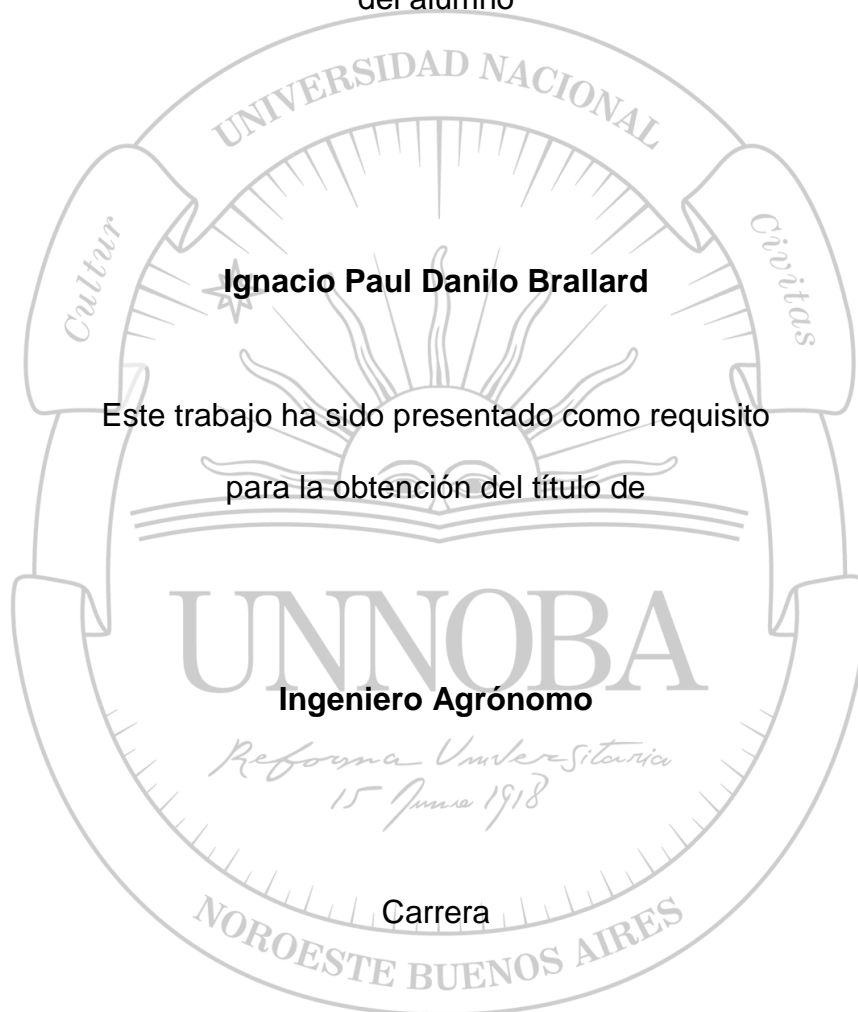 del alumno
UNIVERSIDAD NACIONAL
Cultur
Civitas
Ignacio Paul Danilo Brallard
Este trabajo ha sido presentado como requisito
para la obtención del título de
UNNOBA
Ingeniero Agrónomo
Reforma Universitaria
15 Junio 1918
Carrera
NOROESTE BUENOS AIRES